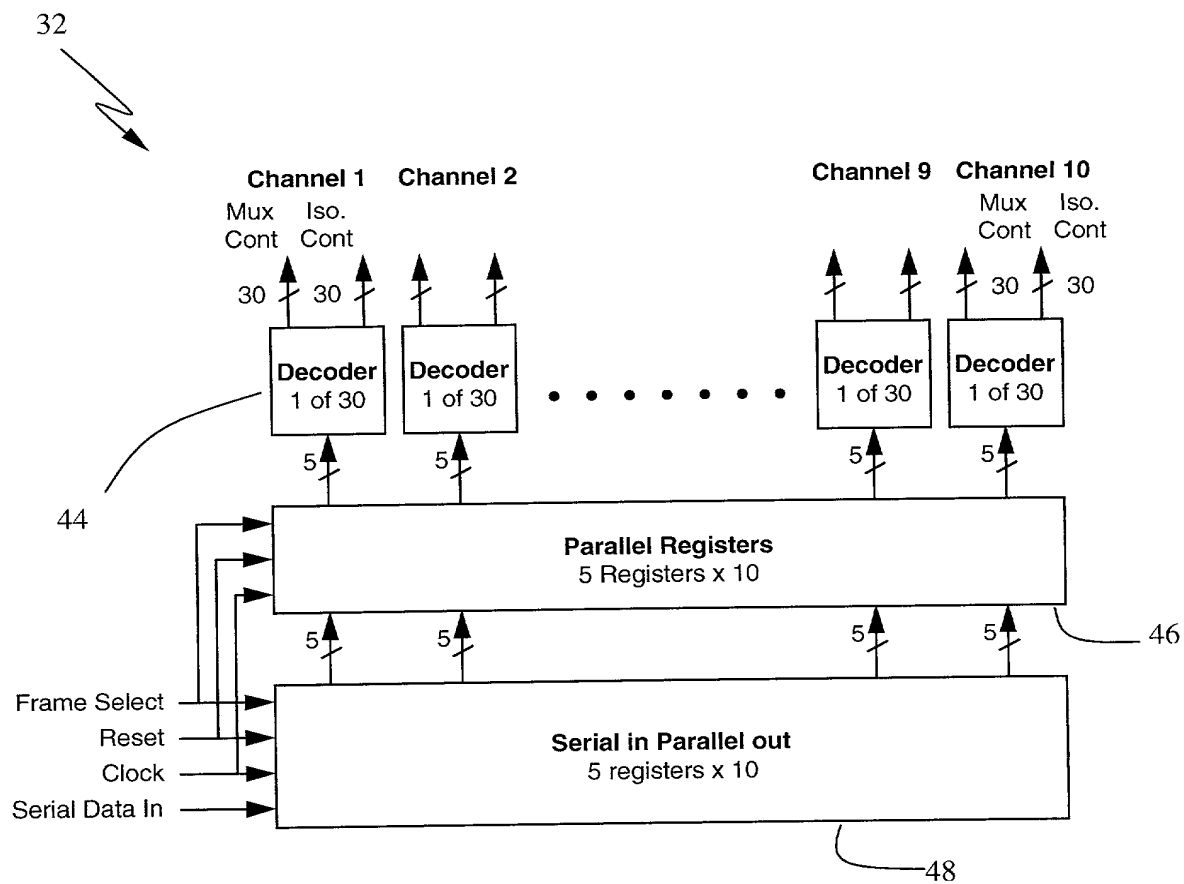 32
Channel 1 Channel 2 Channel 9 Channel 10
Mux Iso. Mux Iso.
Cont Cont Cont Cont
30 30 30 30
Decoder Decoder Decoder Decoder
1 of 30 1 of 30 1 of 30 1 of 30
5 5 5 5
44
Parallel Registers
5 Registers x 10
5 5 5 5
46
Frame Select
Reset
Clock
Serial Data In
Serial in Parallel out
5 registers x 10
48